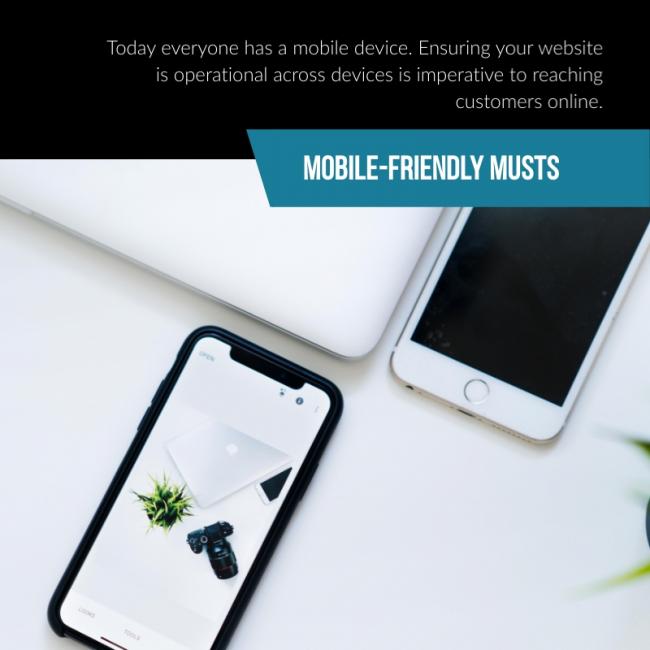 Today everyone has a mobile device. Ensuring your website
is operational across devices is imperative to reaching
customers online.
MOBILE-FRIENDLY MUSTS
OPEN
LOOKS
TOOLS